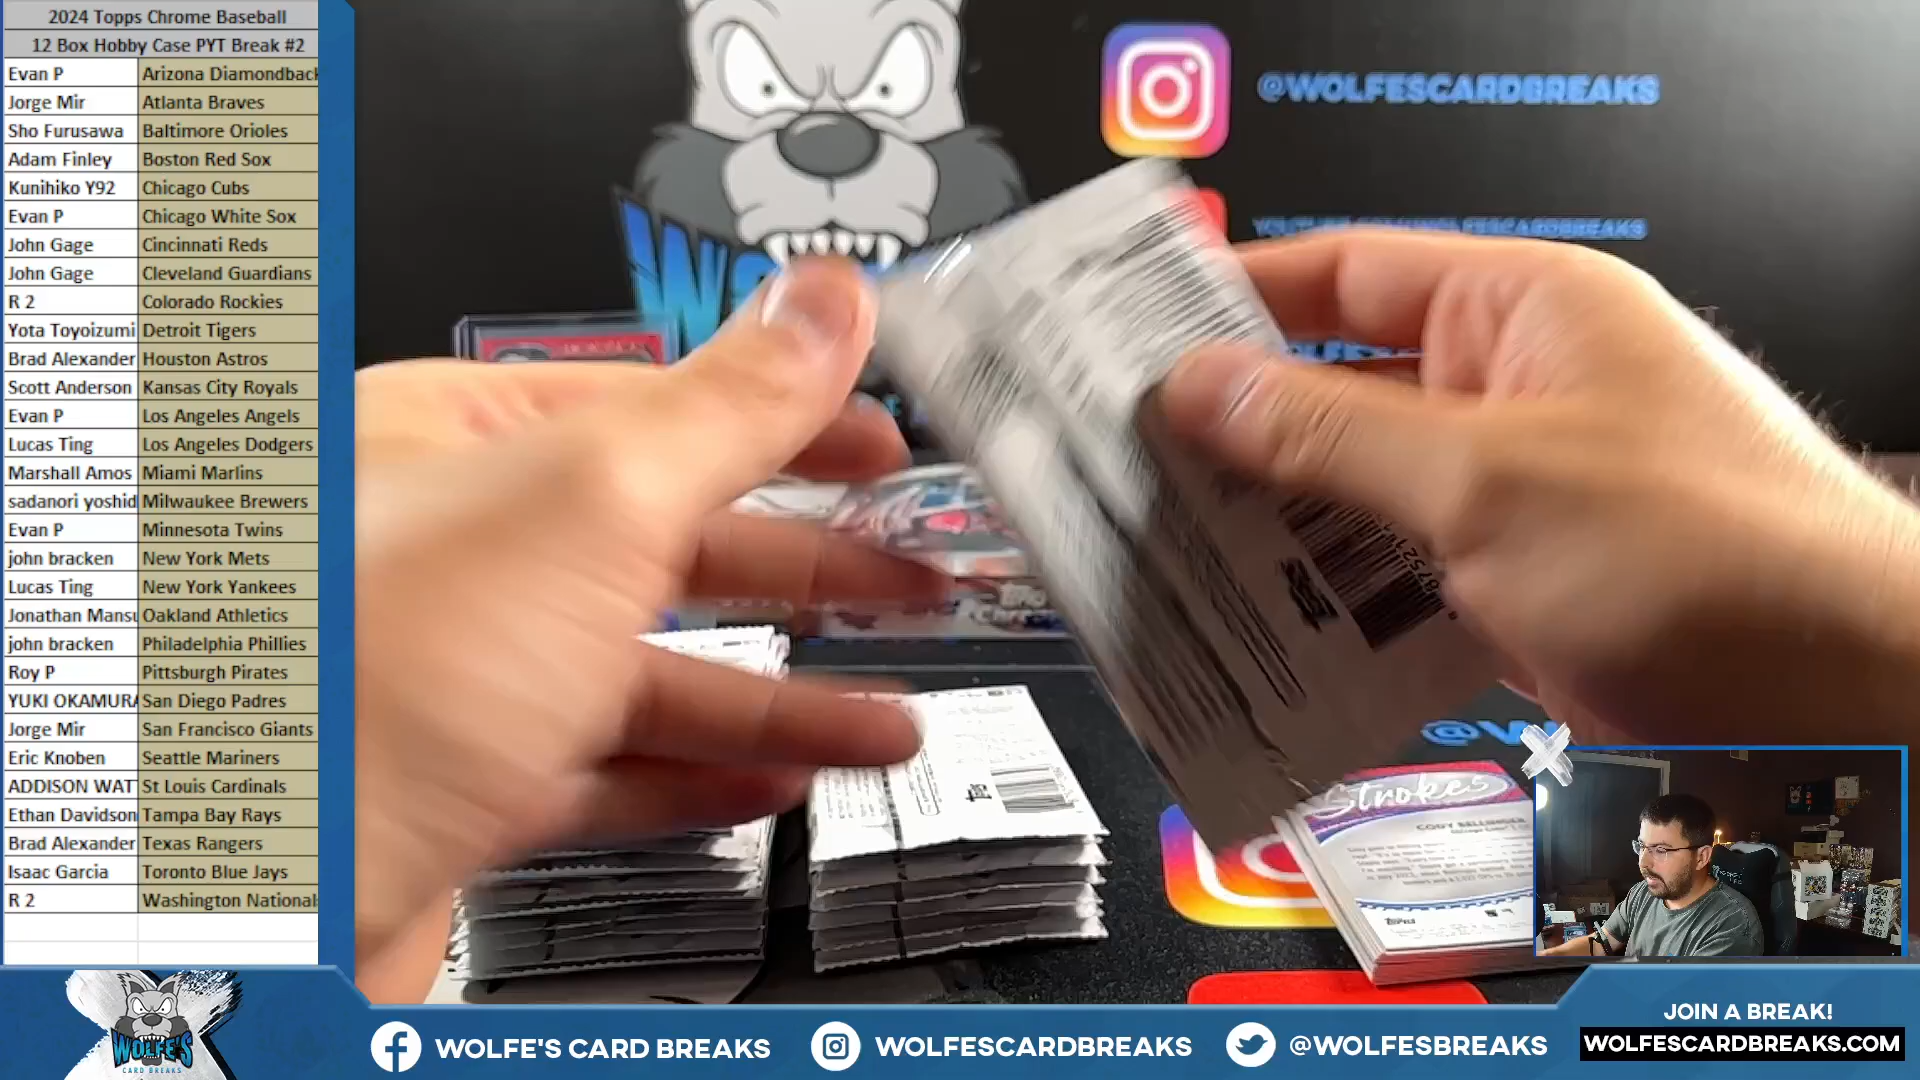 2024 Topps Chrome Baseball
12 Box Hobby Case PYT Break #2
Evan P Arizona Diamondback
Jorge Mir Atlanta Braves
Sho Furusawa Baltimore Orioles
Adam Finley Boston Red Sox
Kunihiko Y92 Chicago Cubs
Evan P Chicago White Sox
John Gage Cincinnati Reds
John Gage Cleveland Guardians
R 2 Colorado Rockies
Yota Toyoizumi Detroit Tigers
Brad Alexander Houston Astros
Scott Anderson Kansas City Royals
Evan P Los Angeles Angels
Lucas Ting Los Angeles Dodgers
Marshall Amos Miami Marlins
sadanori yoshid Milwaukee Brewers
Evan P Minnesota Twins
john bracken New York Mets
Lucas Ting New York Yankees
Jonathan Mansu Oakland Athletics
john bracken Philadelphia Phillies
Roy P Pittsburgh Pirates
YUKI OKAMURA San Diego Padres
Jorge Mir San Francisco Giants
Eric Knoben Seattle Mariners
ADDISON WAT St Louis Cardinals
Ethan Davidson Tampa Bay Rays
Brad Alexander Texas Rangers
Isaac Garcia Toronto Blue Jays
R 2 Washington National
@WOLFESCARDBREAKS
Strokes
CODY BELLINGER
TOPPS
WOLFE'S
CARD BREAKS
WOLFE'S CARD BREAKS
WOLFESCARDBREAKS
@WOLFESBREAKS
JOIN A BREAK!
WOLFESCARDBREAKS.COM